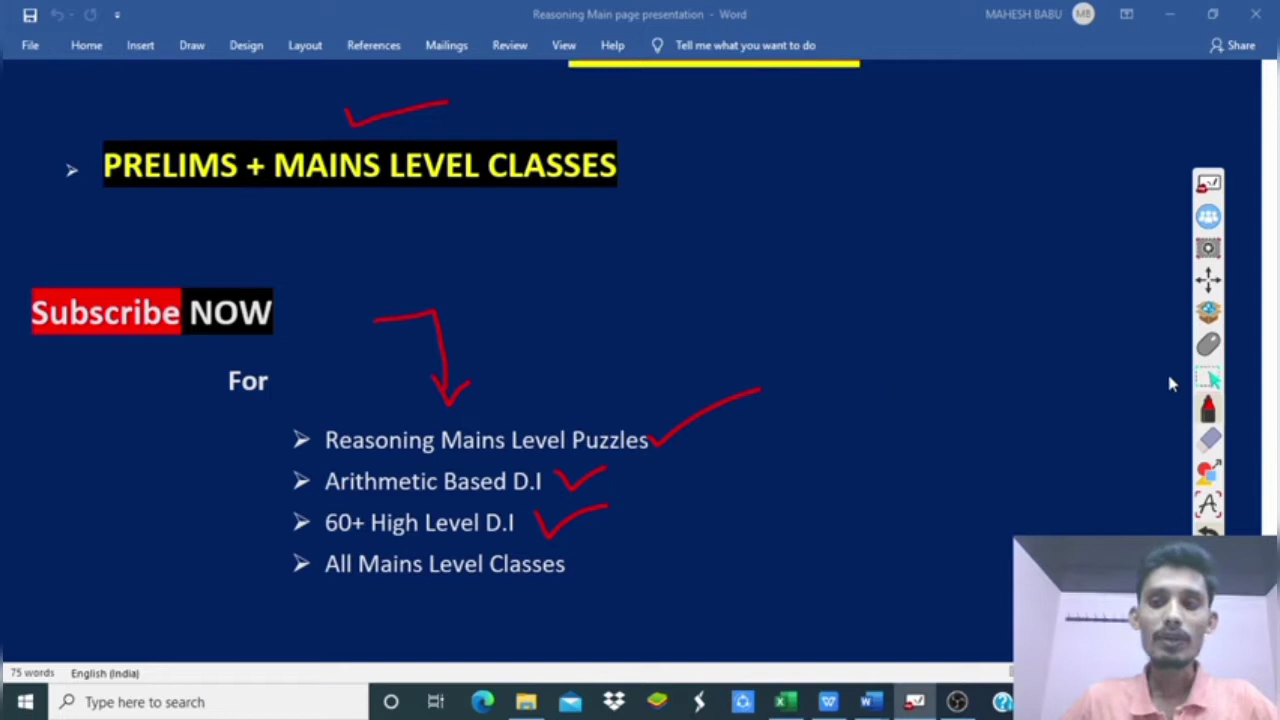 Reasoning Main page presentation - Word
MAHESH BABU
MB
File Home Insert Draw Design Layout References Mailings Review View Help Tell me what you want to do Share
PRELIMS + MAINS LEVEL CLASSES
Subscribe NOW
For
Reasoning Mains Level Puzzles
Arithmetic Based D.I
60+ High Level D.I
All Mains Level Classes
75 words English (India)
Type here to search